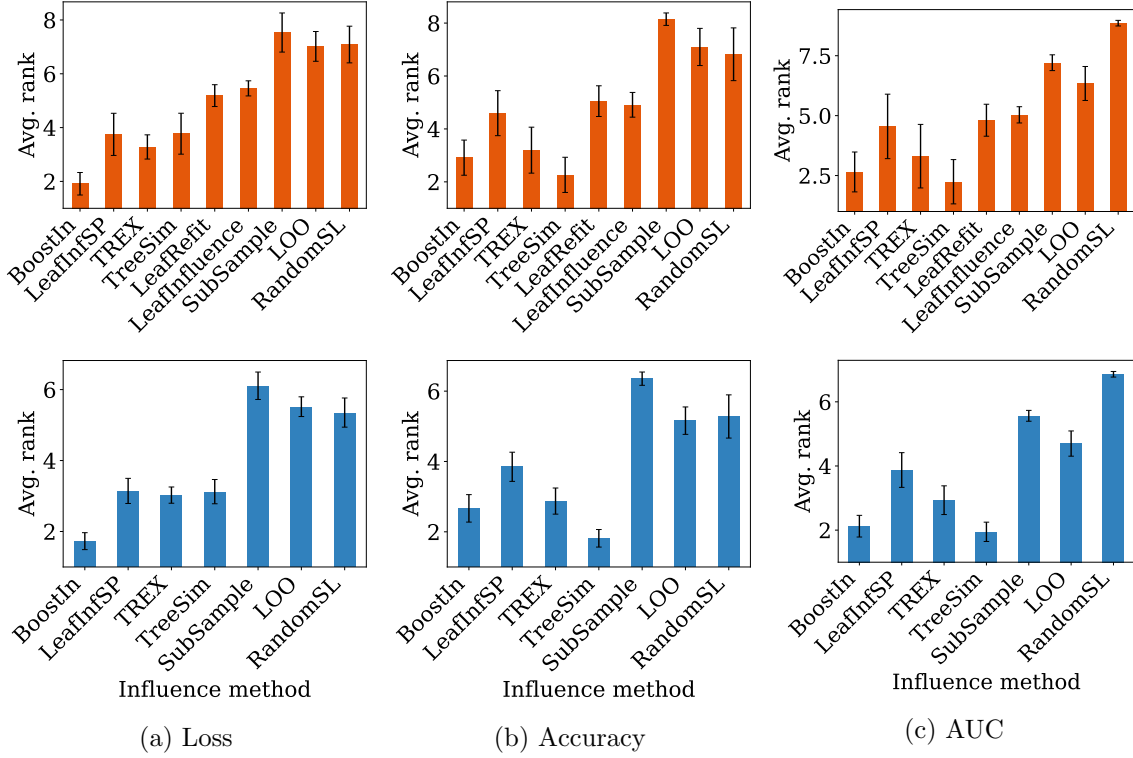 Avg. rank
8
6
4
2
BoostIn
LeafInfSP
TREX
TreeSim
LeafRefit
LeafInfluence
SubSample
LOO
RandomSL
Avg. rank
8
6
4
2
BoostIn
LeafInfSP
TREX
TreeSim
LeafRefit
LeafInfluence
SubSample
LOO
RandomSL
Avg. rank
7.5
5.0
2.5
BoostIn
LeafInfSP
TREX
TreeSim
LeafRefit
LeafInfluence
SubSample
LOO
RandomSL
Avg. rank
6
4
2
BoostIn
LeafInfSP
TREX
TreeSim
SubSample
LOO
RandomSL
Influence method
(a) Loss
Avg. rank
6
4
2
BoostIn
LeafInfSP
TREX
TreeSim
SubSample
LOO
RandomSL
Influence method
(b) Accuracy
Avg. rank
6
4
2
BoostIn
LeafInfSP
TREX
TreeSim
SubSample
LOO
RandomSL
Influence method
(c) AUC